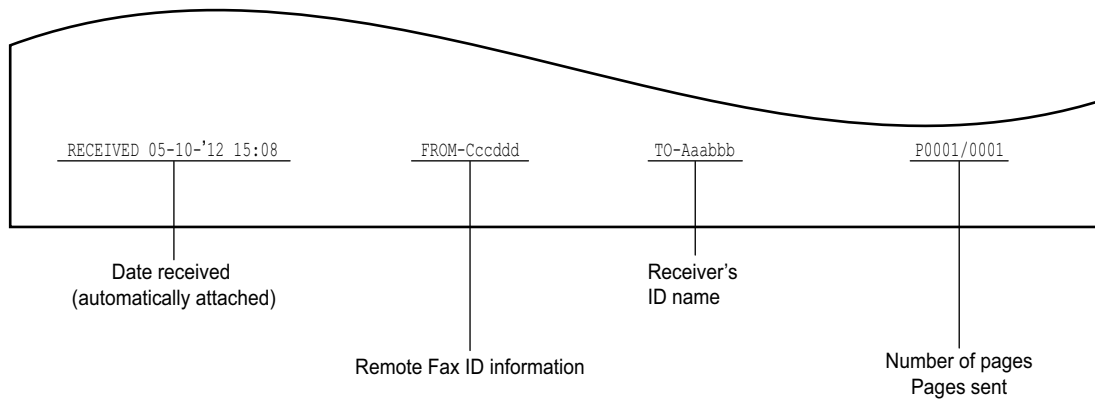 RECEIVED 05-10-'12 15:08 FROM-Cccddd TO-Aaabbb P0001/0001
Date received
(automatically attached)
Receiver's
ID name
Remote Fax ID information
Number of pages
Pages sent